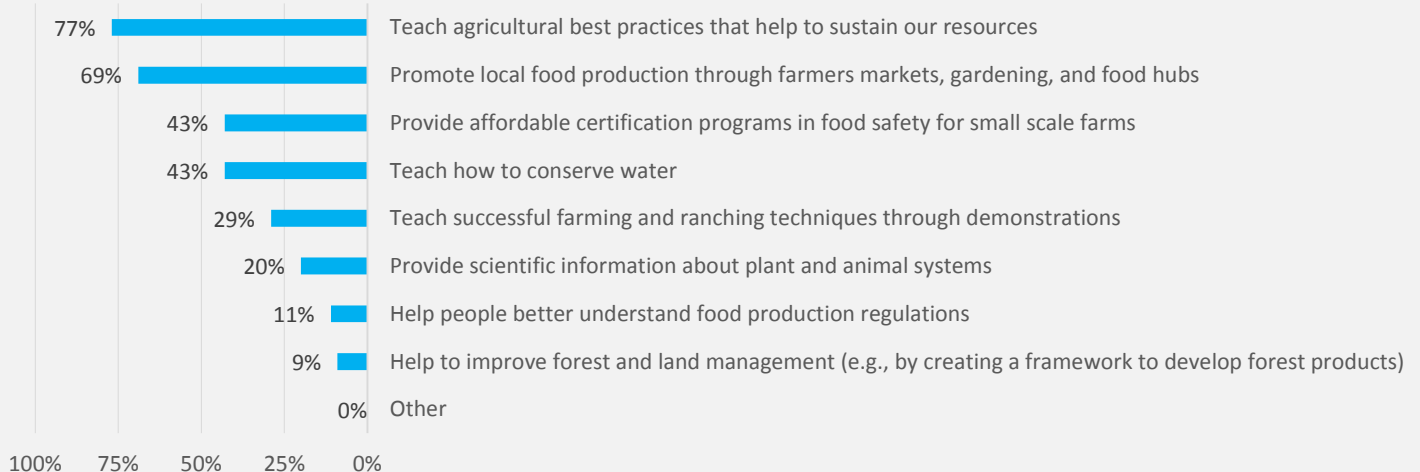 77% Teach agricultural best practices that help to sustain our resources
69% Promote local food production through farmers markets, gardening, and food hubs
43% Provide affordable certification programs in food safety for small scale farms
43% Teach how to conserve water
29% Teach successful farming and ranching techniques through demonstrations
20% Provide scientific information about plant and animal systems
11% Help people better understand food production regulations
9% Help to improve forest and land management (e.g., by creating a framework to develop forest products)
0% Other
100% 75% 50% 25% 0%